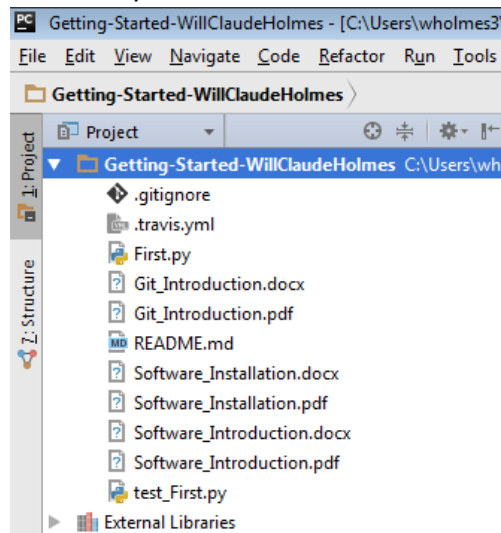 PC Getting-Started-WillClaudeHolmes - [C:\Users\wholmes3\
File Edit View Navigate Code Refactor Run Tools
Getting-Started-WillClaudeHolmes
1: Project
Project
Getting-Started-WillClaudeHolmes C:\Users\wh
.gitignore
.travis.yml
First.py
Git_Introduction.docx
Git_Introduction.pdf
MD README.md
Software_Installation.docx
Software_Installation.pdf
Software_Introduction.docx
Software_Introduction.pdf
test_First.py
External Libraries
7: Structure